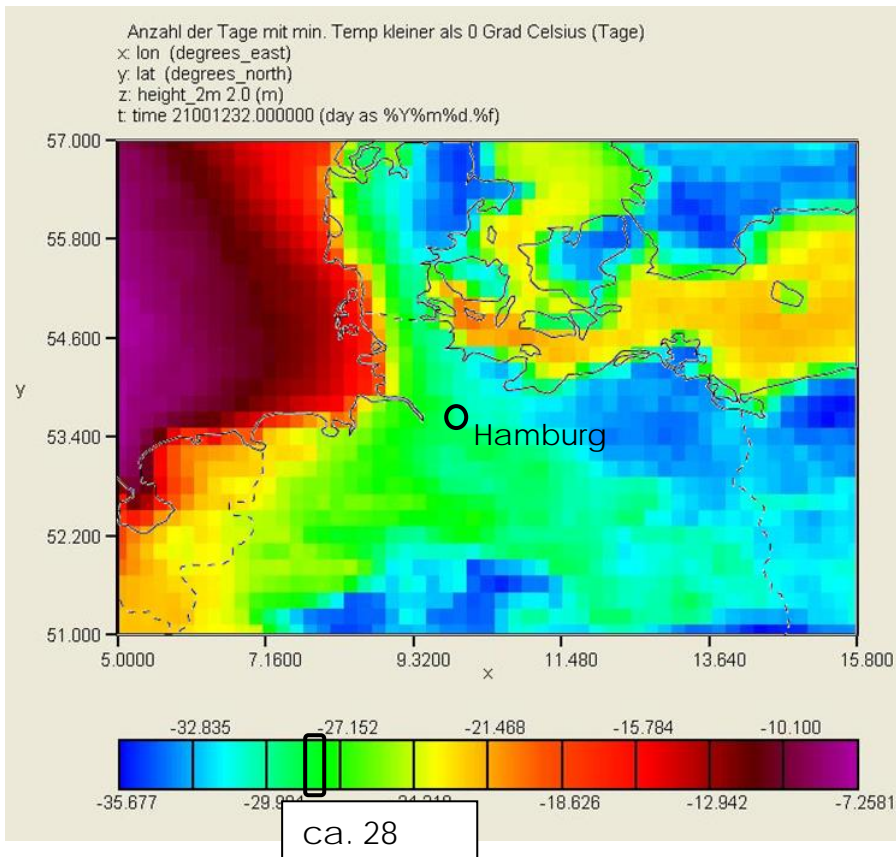 Anzahl der Tage mit min. Temp kleiner als 0 Grad Celsius (Tage)
x: lon (degrees_east)
y: lat (degrees_north)
z: height_2m 2.0 (m)
t: time 21001232.000000 (day as %Y%m%d.%f)
57.000
55.800
54.600
y
53.400
Hamburg
52.200
51.000
5.0000 7.1600 9.3200 11.480 13.640 15.800
x
-32.835 -27.152 -21.468 -15.784 -10.100
-35.677 -18.626 -12.942 -7.2581
ca. 28